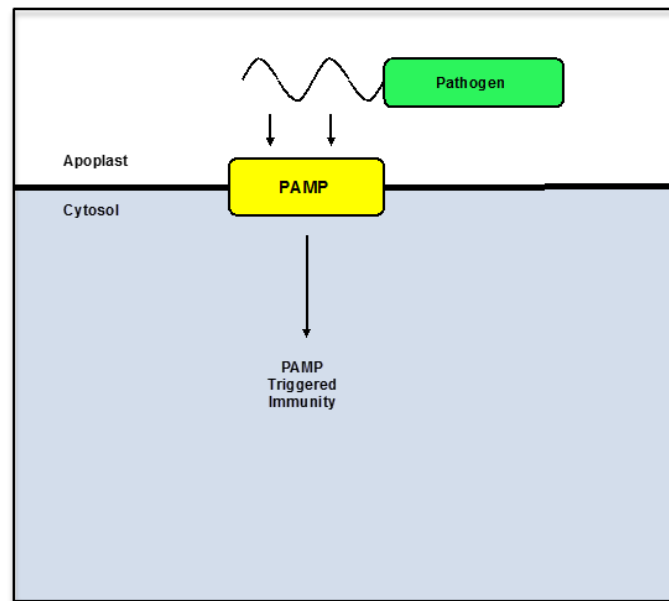 Pathogen
Apoplast
PAMP
Cytosol
PAMP
Triggered
Immunity